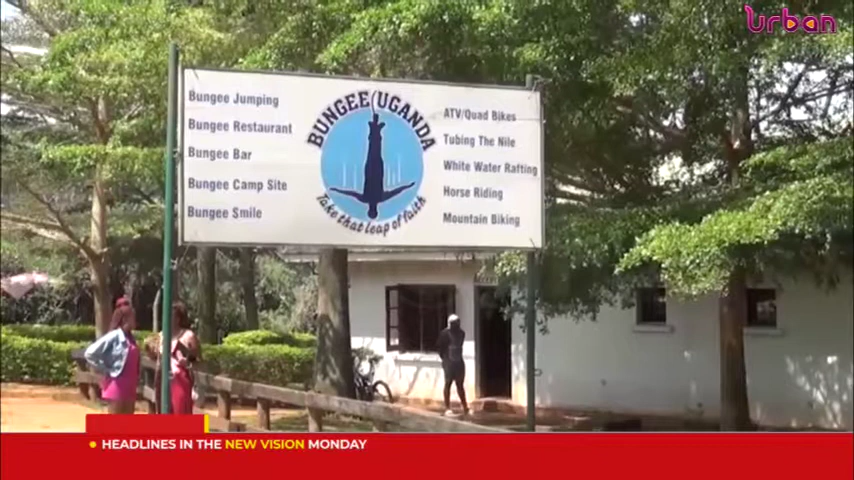 urban
Bungee Jumping
Bungee Restaurant
Bungee Bar
Bungee Camp Site
Bungee Smile
BUNGEE UGANDA
take that leap of faith
ATV/Quad Bikes
Tubing The Nile
White Water Rafting
Horse Riding
Mountain Biking
HEADLINES IN THE NEW VISION MONDAY